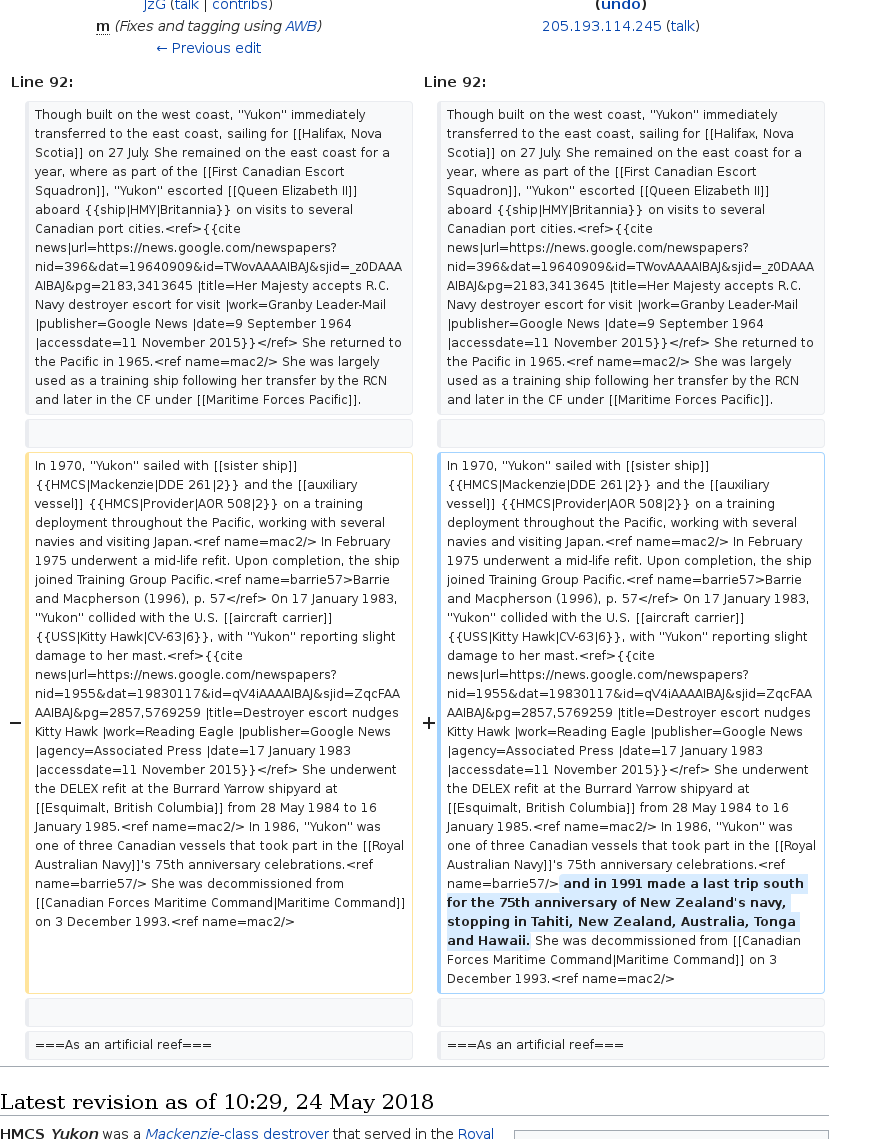 JzG (talk | contribs)
m (Fixes and tagging using AWB)
← Previous edit
(undo)
205.193.114.245 (talk)
Line 92:
Though built on the west coast, ''Yukon'' immediately
transferred to the east coast, sailing for [[Halifax, Nova
Scotia]] on 27 July. She remained on the east coast for a
year, where as part of the [[First Canadian Escort
Squadron]], ''Yukon'' escorted [[Queen Elizabeth II]]
aboard {{ship|HMY|Britannia}} on visits to several
Canadian port cities.<ref>{{cite
news|url=https://news.google.com/newspapers?
nid=396&dat=19640909&id=TWovAAAAIBAJ&sjid=_z0DAAA
AIBAJ&pg=2183,3413645 |title=Her Majesty accepts R.C.
Navy destroyer escort for visit |work=Granby Leader-Mail
|publisher=Google News |date=9 September 1964
|accessdate=11 November 2015}}</ref> She returned to
the Pacific in 1965.<ref name=mac2/> She was largely
used as a training ship following her transfer by the RCN
and later in the CF under [[Maritime Forces Pacific]].
In 1970, ''Yukon'' sailed with [[sister ship]]
{{HMCS|Mackenzie|DDE 261|2}} and the [[auxiliary
vessel]] {{HMCS|Provider|AOR 508|2}} on a training
deployment throughout the Pacific, working with several
navies and visiting Japan.<ref name=mac2/> In February
1975 underwent a mid-life refit. Upon completion, the ship
joined Training Group Pacific.<ref name=barrie57>Barrie
and Macpherson (1996), p. 57</ref> On 17 January 1983,
''Yukon'' collided with the U.S. [[aircraft carrier]]
{{USS|Kitty Hawk|CV-63|6}}, with ''Yukon'' reporting slight
damage to her mast.<ref>{{cite
news|url=https://news.google.com/newspapers?
nid=1955&dat=19830117&id=qV4iAAAAIBAJ&sjid=ZqcFAA
AAIBAJ&pg=2857,5769259 |title=Destroyer escort nudges
Kitty Hawk |work=Reading Eagle |publisher=Google News
|agency=Associated Press |date=17 January 1983
|accessdate=11 November 2015}}</ref> She underwent
the DELEX refit at the Burrard Yarrow shipyard at
[[Esquimalt, British Columbia]] from 28 May 1984 to 16
January 1985.<ref name=mac2/> In 1986, ''Yukon'' was
one of three Canadian vessels that took part in the [[Royal
Australian Navy]]'s 75th anniversary celebrations.<ref
name=barrie57/> She was decommissioned from
[[Canadian Forces Maritime Command|Maritime Command]]
on 3 December 1993.<ref name=mac2/>
===As an artificial reef===
Line 92:
Though built on the west coast, ''Yukon'' immediately
transferred to the east coast, sailing for [[Halifax, Nova
Scotia]] on 27 July. She remained on the east coast for a
year, where as part of the [[First Canadian Escort
Squadron]], ''Yukon'' escorted [[Queen Elizabeth II]]
aboard {{ship|HMY|Britannia}} on visits to several
Canadian port cities.<ref>{{cite
news|url=https://news.google.com/newspapers?
nid=396&dat=19640909&id=TWovAAAAIBAJ&sjid=_z0DAAA
AIBAJ&pg=2183,3413645 |title=Her Majesty accepts R.C.
Navy destroyer escort for visit |work=Granby Leader-Mail
|publisher=Google News |date=9 September 1964
|accessdate=11 November 2015}}</ref> She returned to
the Pacific in 1965.<ref name=mac2/> She was largely
used as a training ship following her transfer by the RCN
and later in the CF under [[Maritime Forces Pacific]].
−
+
In 1970, ''Yukon'' sailed with [[sister ship]]
{{HMCS|Mackenzie|DDE 261|2}} and the [[auxiliary
vessel]] {{HMCS|Provider|AOR 508|2}} on a training
deployment throughout the Pacific, working with several
navies and visiting Japan.<ref name=mac2/> In February
1975 underwent a mid-life refit. Upon completion, the ship
joined Training Group Pacific.<ref name=barrie57>Barrie
and Macpherson (1996), p. 57</ref> On 17 January 1983,
''Yukon'' collided with the U.S. [[aircraft carrier]]
{{USS|Kitty Hawk|CV-63|6}}, with ''Yukon'' reporting slight
damage to her mast.<ref>{{cite
news|url=https://news.google.com/newspapers?
nid=1955&dat=19830117&id=qV4iAAAAIBAJ&sjid=ZqcFAA
AAIBAJ&pg=2857,5769259 |title=Destroyer escort nudges
Kitty Hawk |work=Reading Eagle |publisher=Google News
|agency=Associated Press |date=17 January 1983
|accessdate=11 November 2015}}</ref> She underwent
the DELEX refit at the Burrard Yarrow shipyard at
[[Esquimalt, British Columbia]] from 28 May 1984 to 16
January 1985.<ref name=mac2/> In 1986, ''Yukon'' was
one of three Canadian vessels that took part in the [[Royal
Australian Navy]]'s 75th anniversary celebrations.<ref
name=barrie57/> and in 1991 made a last trip south
for the 75th anniversary of New Zealand's navy,
stopping in Tahiti, New Zealand, Australia, Tonga
and Hawaii. She was decommissioned from [[Canadian
Forces Maritime Command|Maritime Command]] on 3
December 1993.<ref name=mac2/>
===As an artificial reef===
Latest revision as of 10:29, 24 May 2018
HMCS Yukon was a Mackenzie-class destroyer that served in the Royal